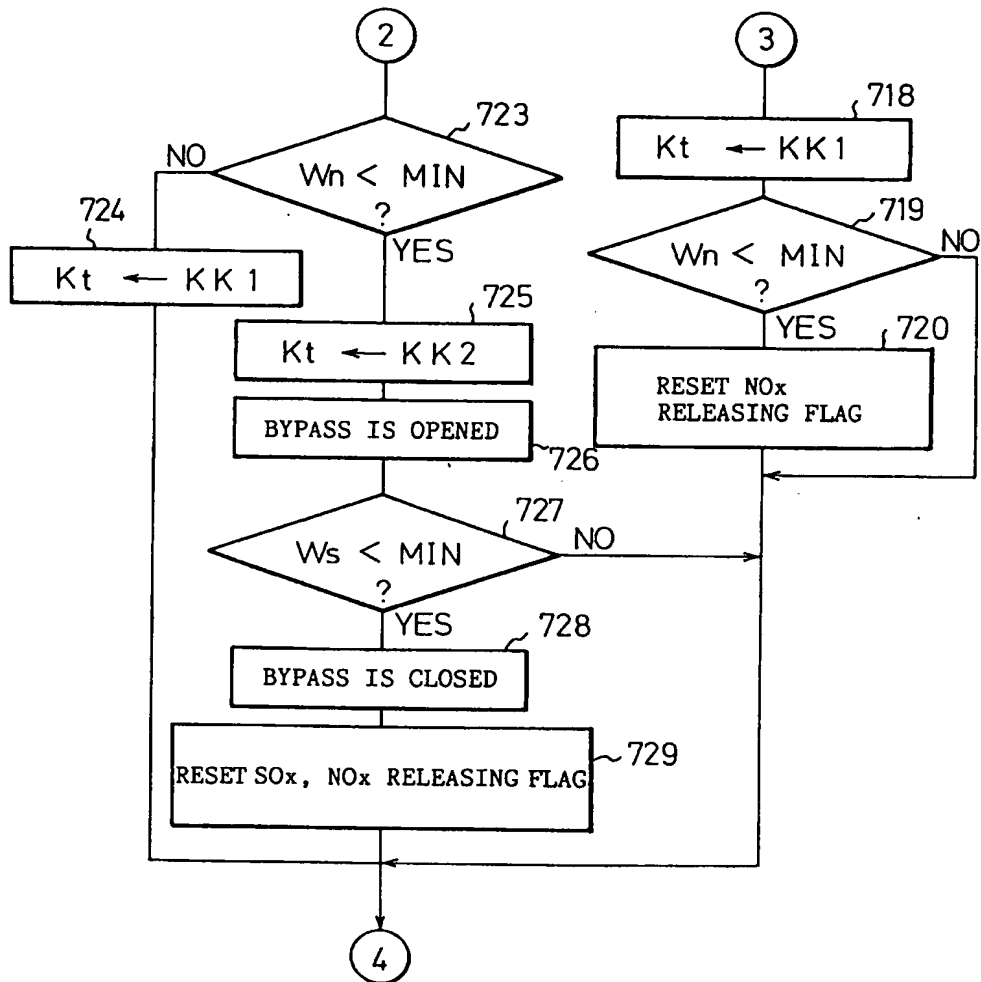 2
3
723
718
Kt ← KK1
NO
Wn < MIN
?
YES
719
NO
Wn < MIN
?
YES
724
Kt ← KK1
725
Kt ← KK2
720
RESET NOx
RELEASING FLAG
BYPASS IS OPENED
726
727
Ws < MIN
?
NO
YES
728
BYPASS IS CLOSED
729
RESET SOx, NOx RELEASING FLAG
4